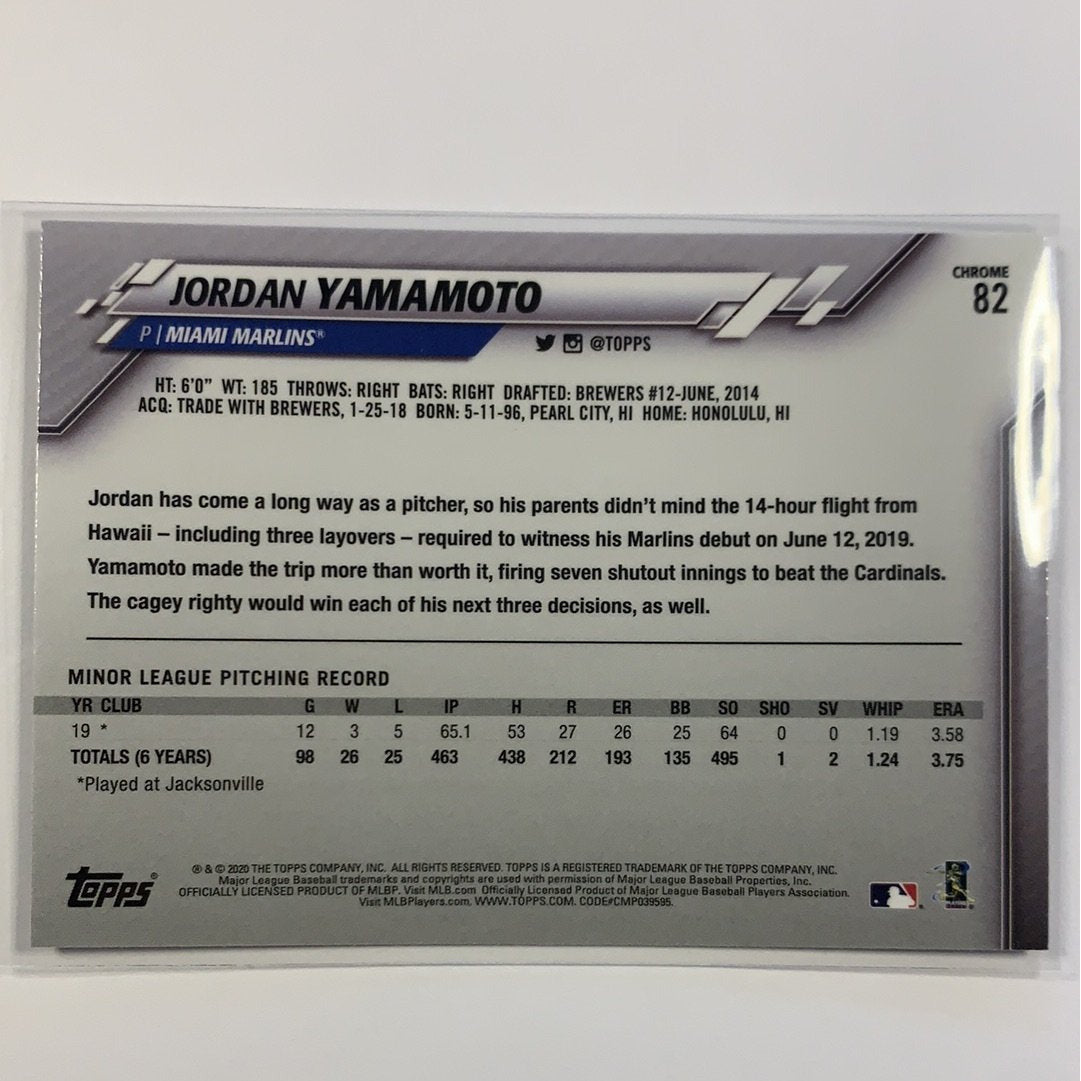 CHROME
82
JORDAN YAMAMOTO
P | MIAMI MARLINS®
@TOPPS
HT: 6'0" WT: 185 THROWS: RIGHT BATS: RIGHT DRAFTED: BREWERS #12-JUNE, 2014
ACQ: TRADE WITH BREWERS, 1-25-18 BORN: 5-11-96, PEARL CITY, HI HOME: HONOLULU, HI
Jordan has come a long way as a pitcher, so his parents didn't mind the 14-hour flight from
Hawaii – including three layovers – required to witness his Marlins debut on June 12, 2019.
Yamamoto made the trip more than worth it, firing seven shutout innings to beat the Cardinals.
The cagey righty would win each of his next three decisions, as well.
MINOR LEAGUE PITCHING RECORD
YR CLUB G W L IP H R ER BB SO SHO SV WHIP ERA
19 * 12 3 5 65.1 53 27 26 25 64 0 0 1.19 3.58
TOTALS (6 YEARS) 98 26 25 463 438 212 193 135 495 1 2 1.24 3.75
*Played at Jacksonville
topps®
® & © 2020 THE TOPPS COMPANY, INC. ALL RIGHTS RESERVED. TOPPS IS A REGISTERED TRADEMARK OF THE TOPPS COMPANY, INC.
Major League Baseball trademarks and copyrights are used with permission of Major League Baseball Properties, Inc.
OFFICIALLY LICENSED PRODUCT OF MLBP. Visit MLB.com Officially Licensed Product of Major League Baseball Players Association.
Visit MLBPlayers.com, WWW.TOPPS.COM. CODE#CMP039595.